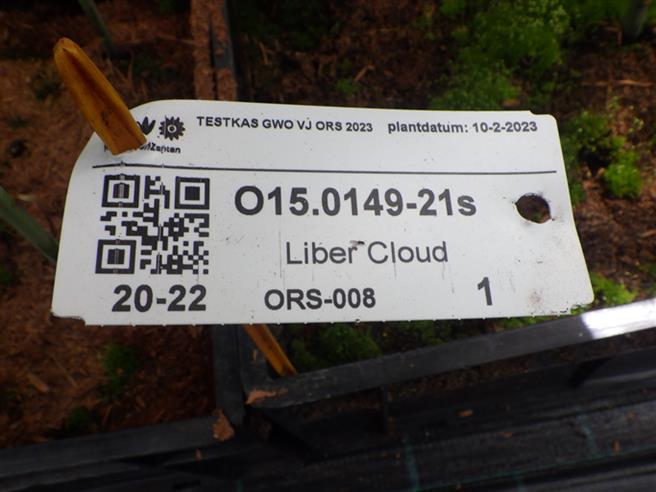 TESTKAS GWO VJ ORS 2023 plantdatum: 10-2-2023
Zanten
O15.0149-21s
Liber Cloud
20-22 ORS-008 1